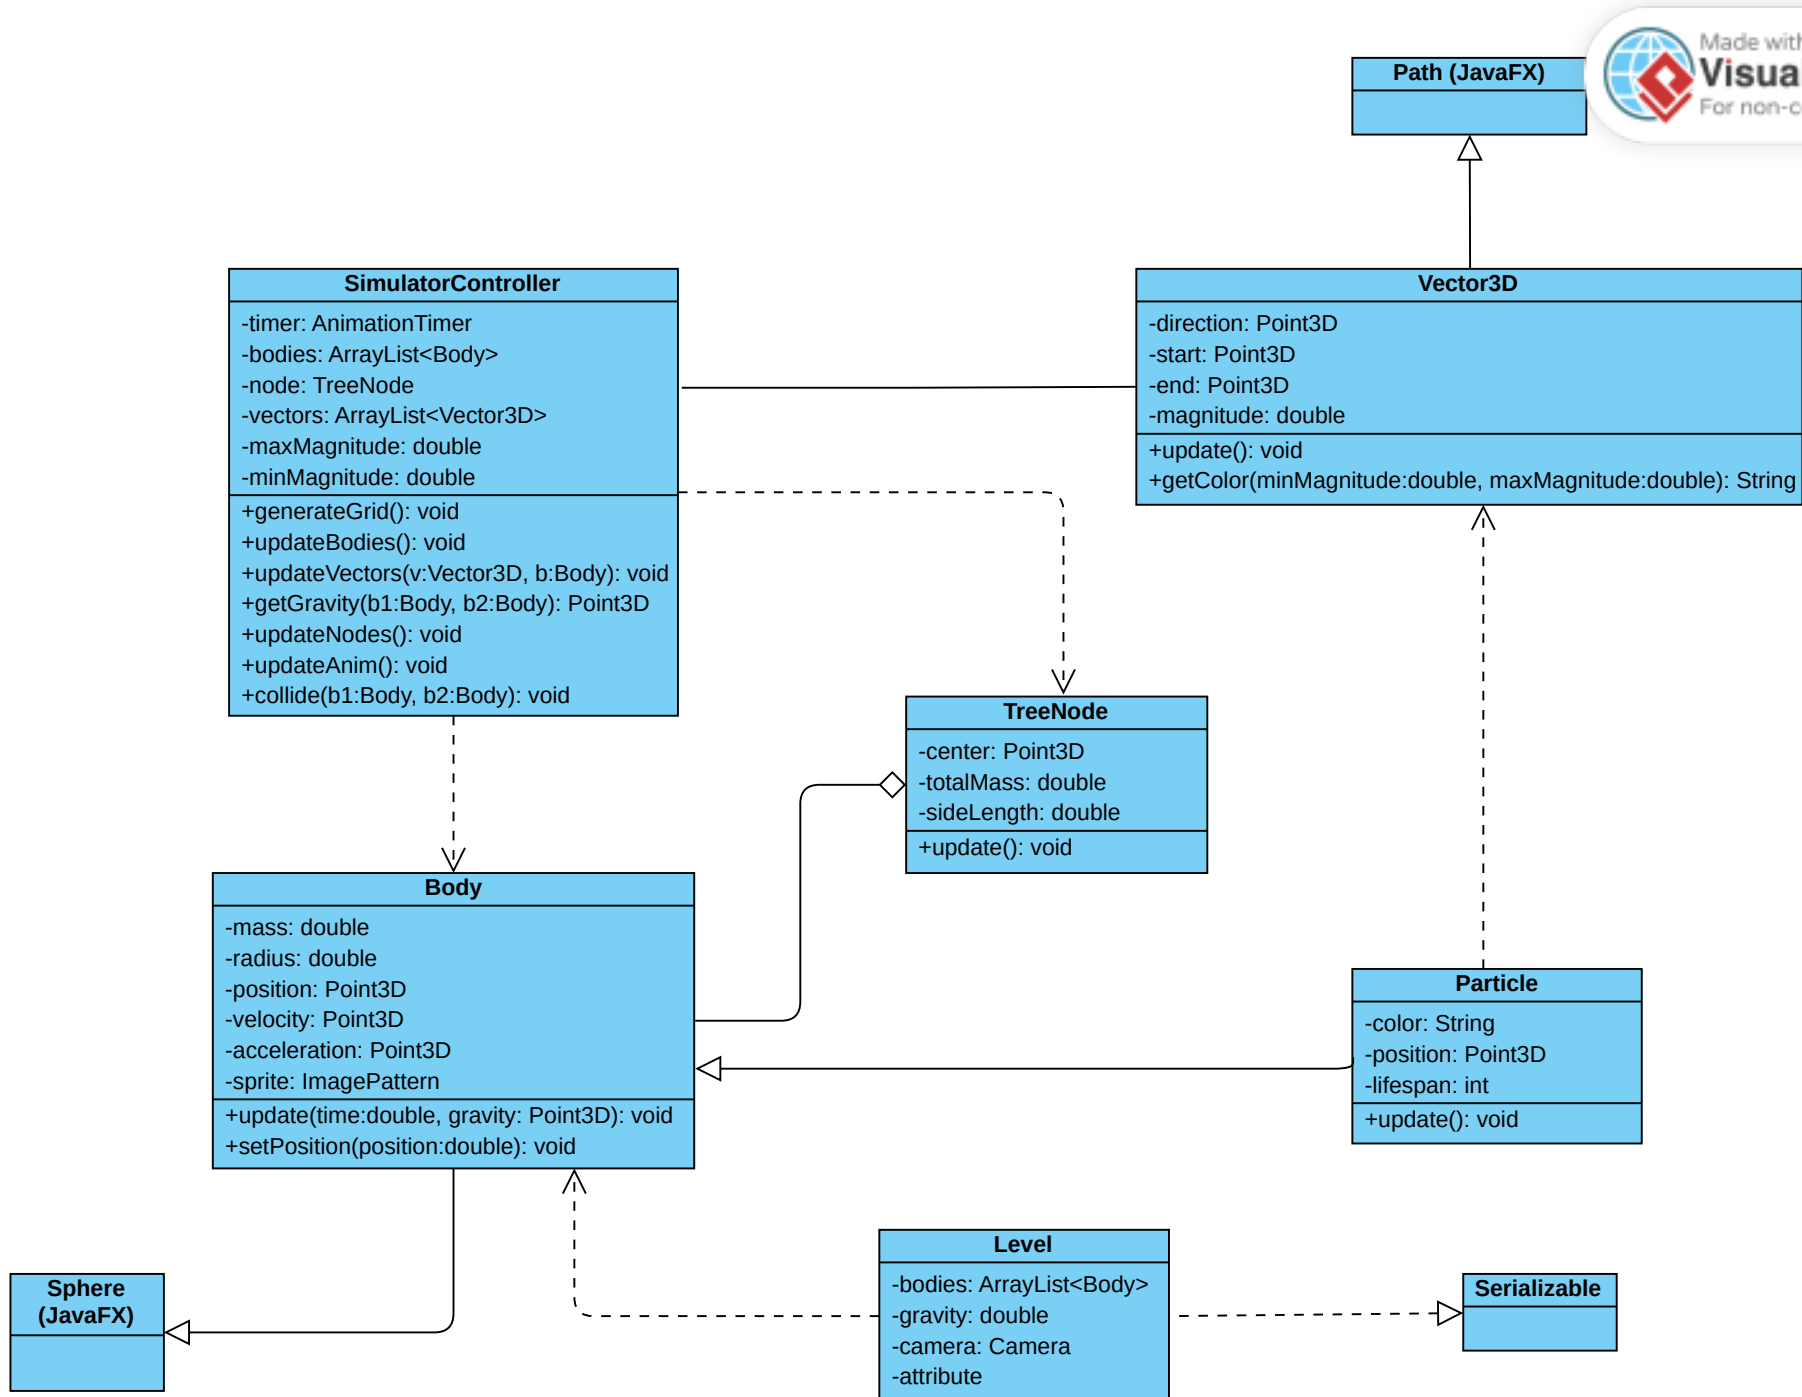 Made with
Visual
For non-c
Path (JavaFX)
SimulatorController
-timer: AnimationTimer
-bodies: ArrayList<Body>
-node: TreeNode
-vectors: ArrayList<Vector3D>
-maxMagnitude: double
-minMagnitude: double
+generateGrid(): void
+updateBodies(): void
+updateVectors(v:Vector3D, b:Body): void
+getGravity(b1:Body, b2:Body): Point3D
+updateNodes(): void
+updateAnim(): void
+collide(b1:Body, b2:Body): void
Vector3D
-direction: Point3D
-start: Point3D
-end: Point3D
-magnitude: double
+update(): void
+getColor(minMagnitude:double, maxMagnitude:double): String
TreeNode
-center: Point3D
-totalMass: double
-sideLength: double
+update(): void
Body
-mass: double
-radius: double
-position: Point3D
-velocity: Point3D
-acceleration: Point3D
-sprite: ImagePattern
+update(time:double, gravity: Point3D): void
+setPosition(position:double): void
Particle
-color: String
-position: Point3D
-lifespan: int
+update(): void
Level
-bodies: ArrayList<Body>
-gravity: double
-camera: Camera
-attribute
Sphere
(JavaFX)
Serializable